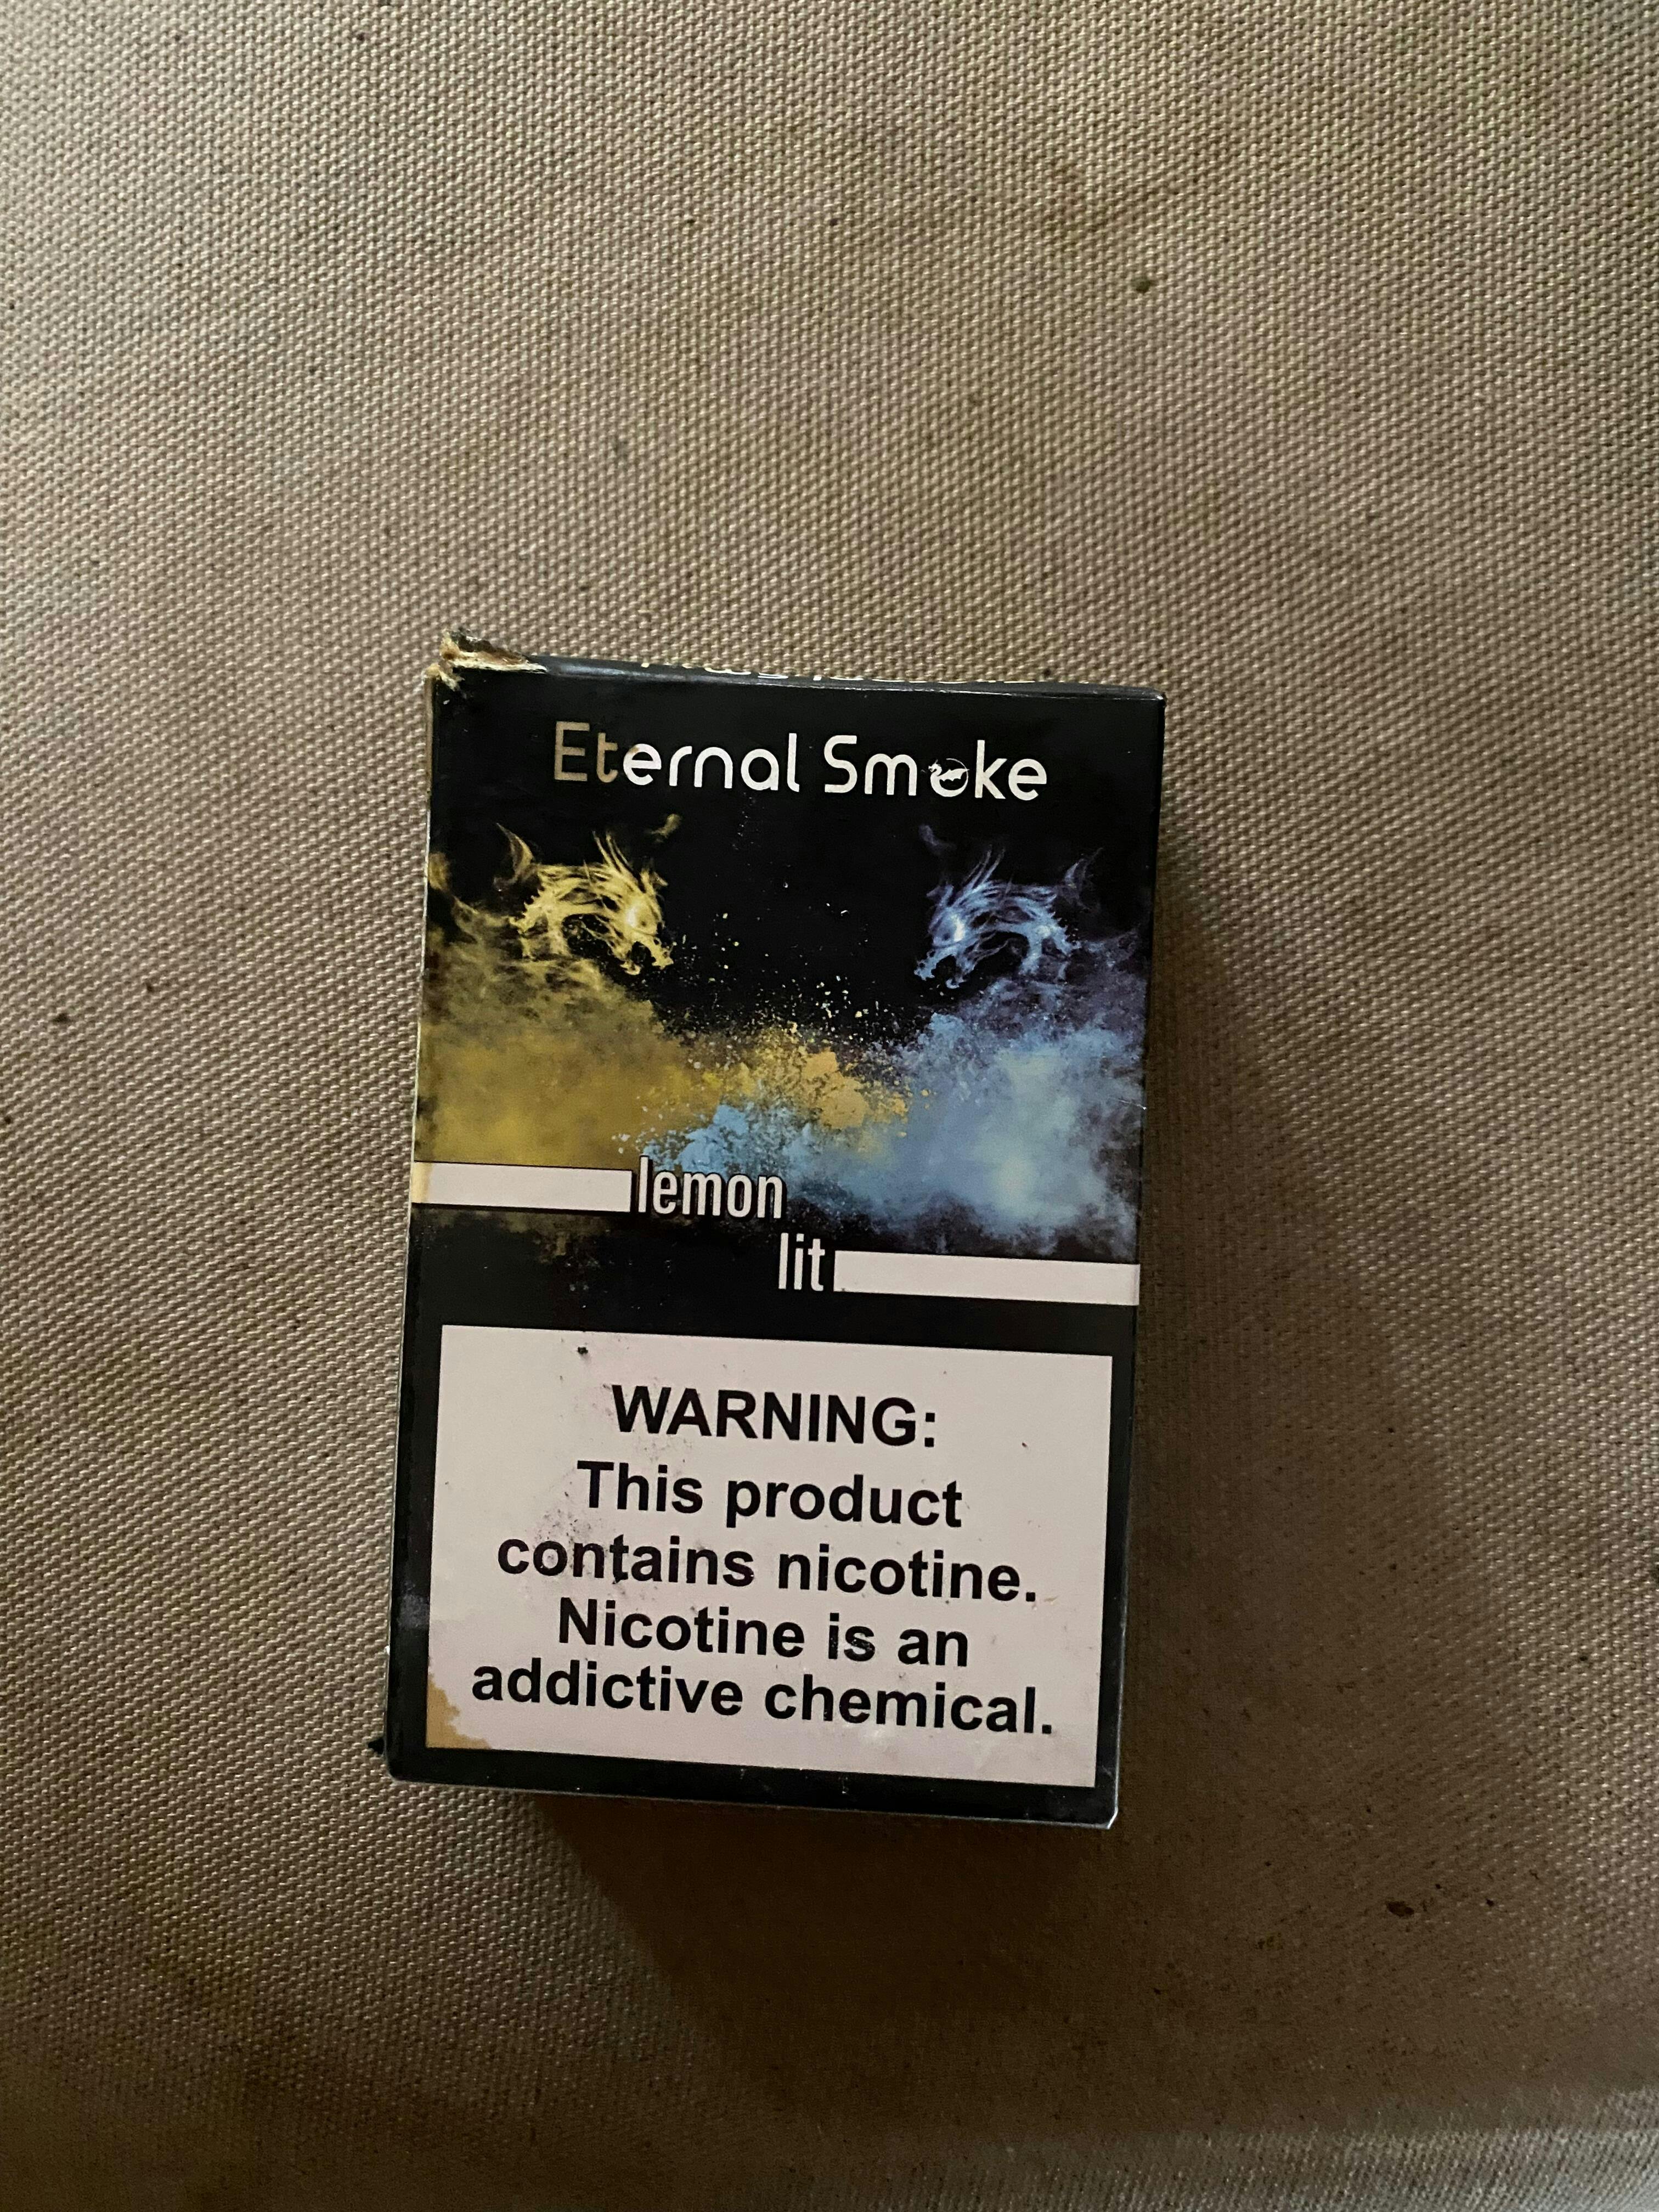 Eternal Smoke
lemon
lit
WARNING:
This product
contains nicotine.
Nicotine is an
addictive chemical.